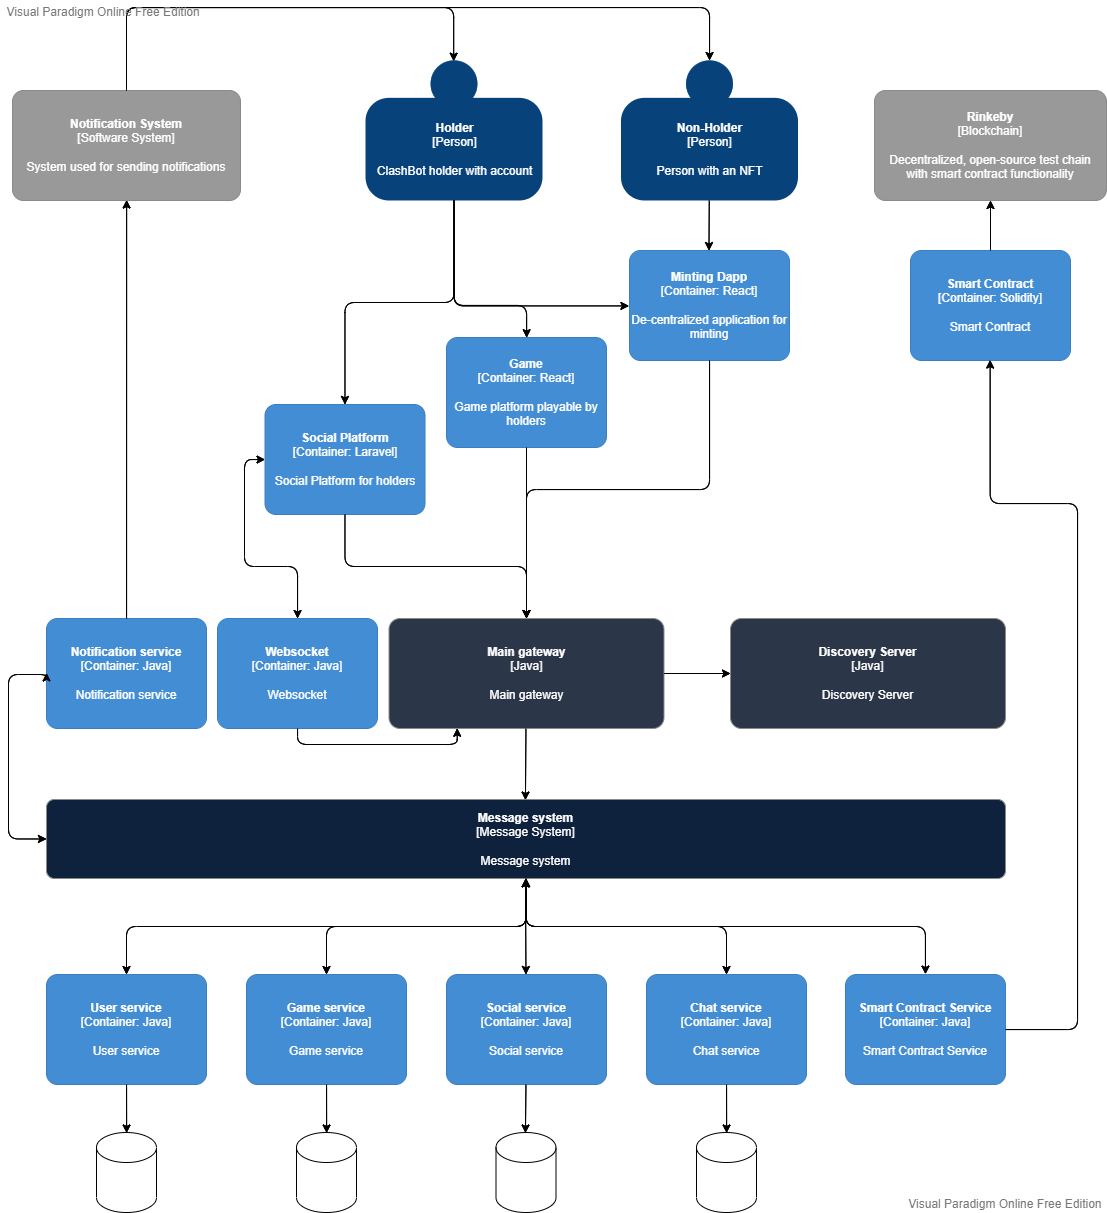 Visual Paradigm Online Free Edition
Notification System
[Software System]
System used for sending notifications
Holder
[Person]
ClashBot holder with account
Non-Holder
[Person]
Person with an NFT
Rinkeby
[Blockchain]
Decentralized, open-source test chain
with smart contract functionality
Minting Dapp
[Container: React]
De-centralized application for
minting
Smart Contract
[Container: Solidity]
Smart Contract
Game
[Container: React]
Game platform playable by
holders
Social Platform
[Container: Laravel]
Social Platform for holders
Notification service
[Container: Java]
Notification service
Websocket
[Container: Java]
Websocket
Main gateway
[Java]
Main gateway
Discovery Server
[Java]
Discovery Server
Message system
[Message System]
Message system
User service
[Container: Java]
User service
Game service
[Container: Java]
Game service
Social service
[Container: Java]
Social service
Chat service
[Container: Java]
Chat service
Smart Contract Service
[Container: Java]
Smart Contract Service
Visual Paradigm Online Free Edition